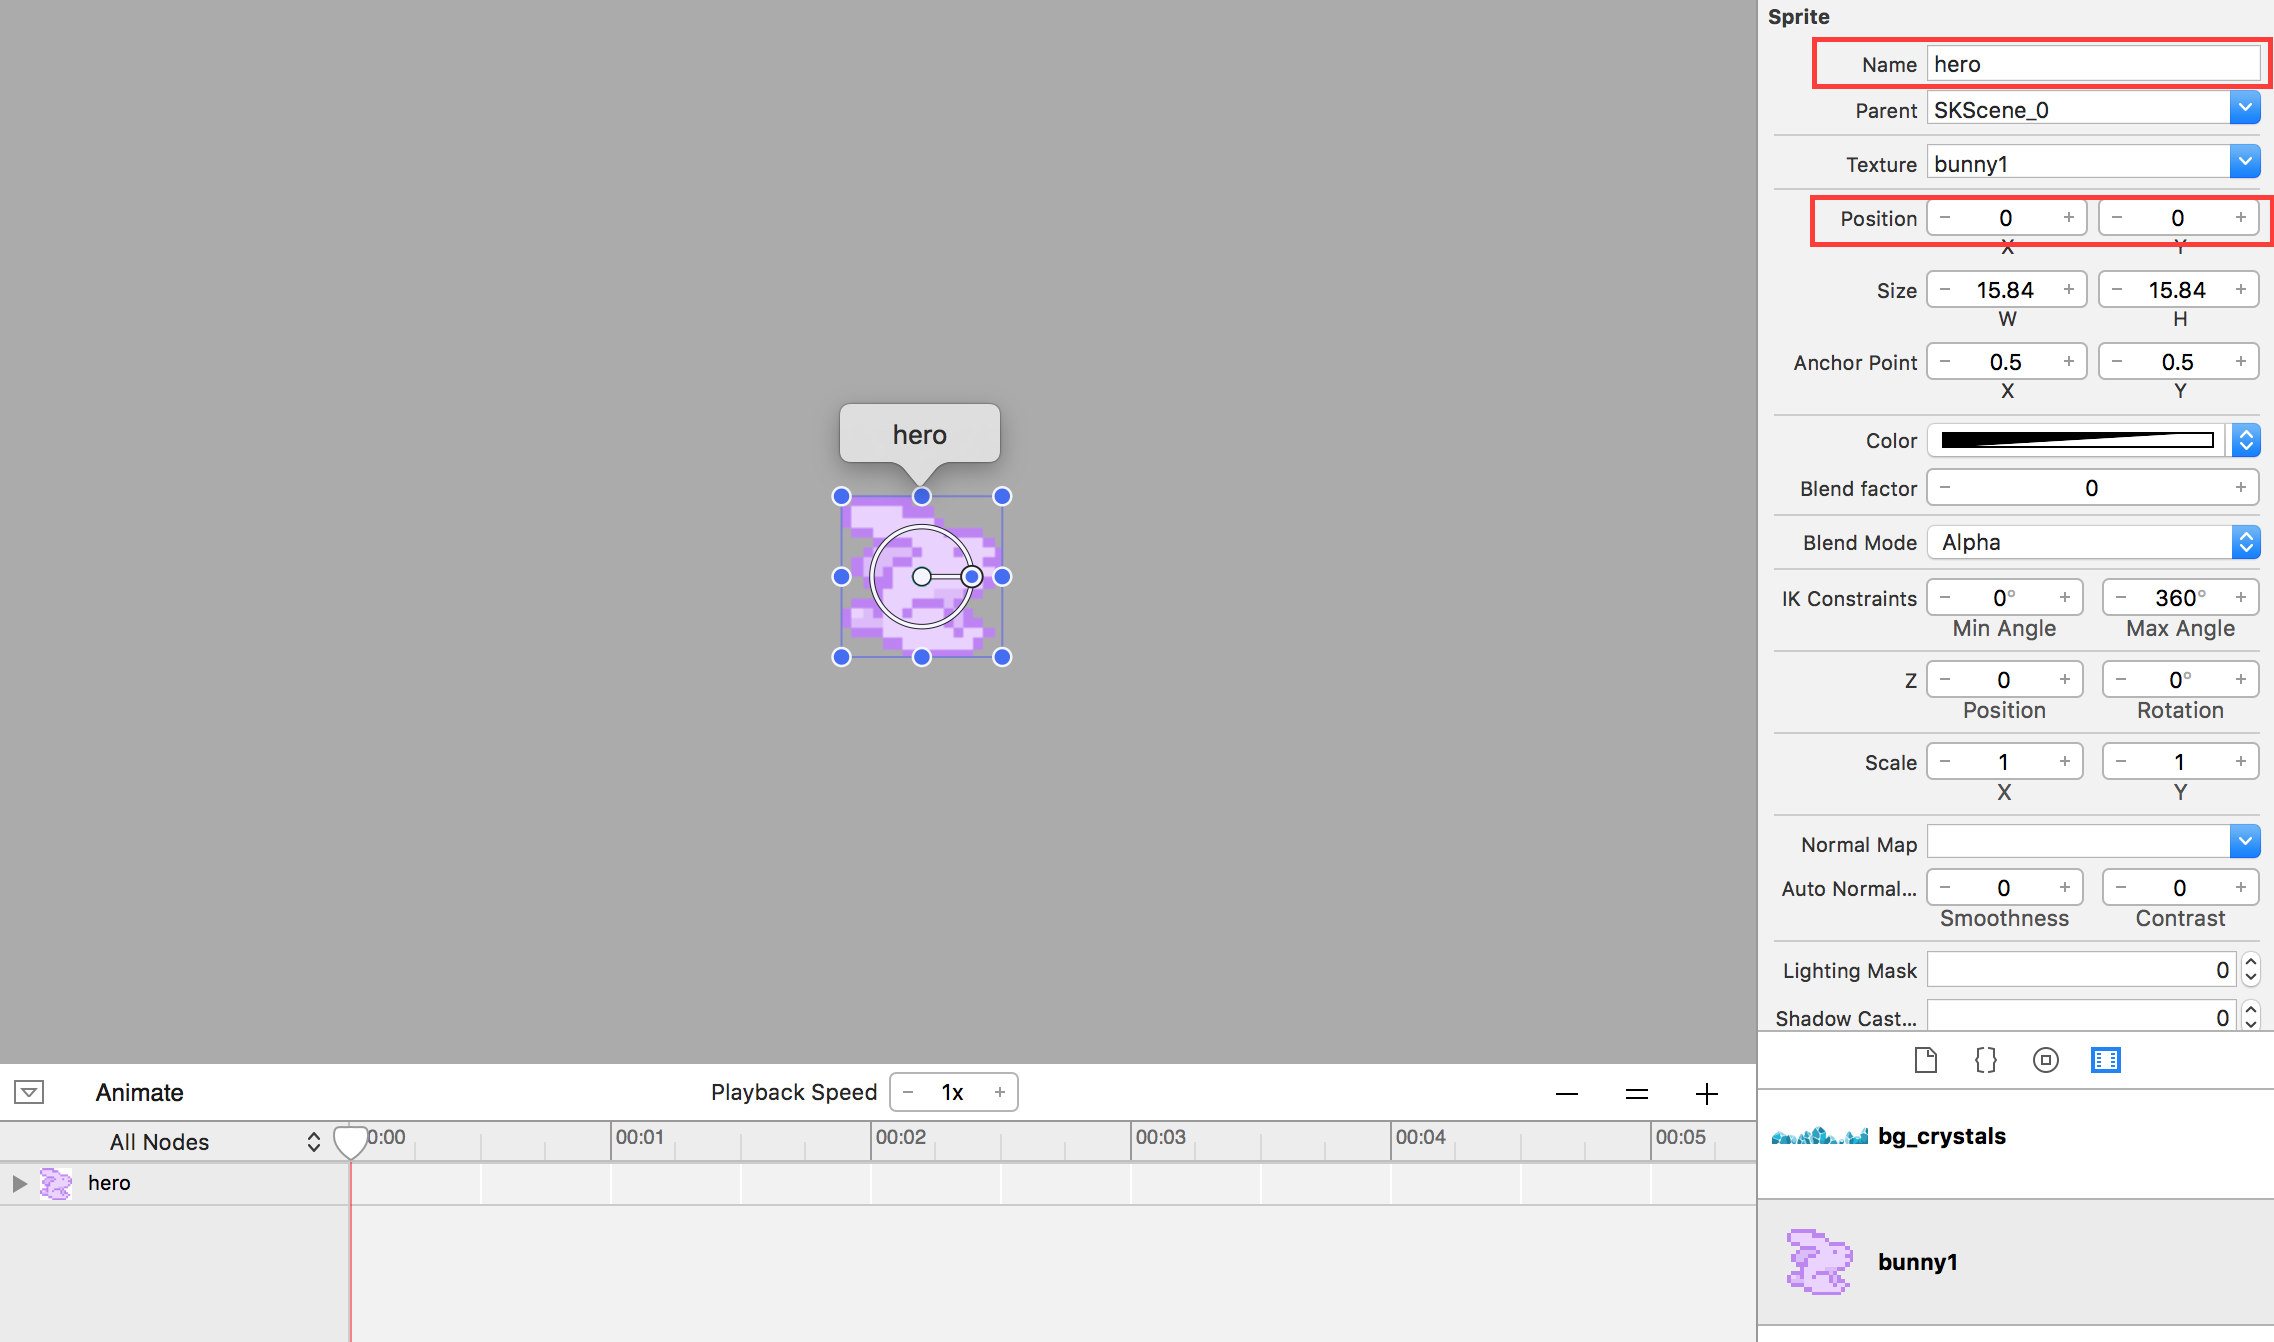 hero
Animate
Playback Speed - 1x +
All Nodes
0:00 00:01 00:02 00:03 00:04 00:05
hero
Sprite
Name hero
Parent SKScene_0
Texture bunny1
Position - 0 + - 0 +
X Y
Size - 15.84 + - 15.84 +
W H
Anchor Point - 0.5 + - 0.5 +
X Y
Color
Blend factor - 0 +
Blend Mode Alpha
IK Constraints - 0° + - 360° +
Min Angle Max Angle
Z - 0 + - 0° +
Position Rotation
Scale - 1 + - 1 +
X Y
Normal Map
Auto Normal... - 0 + - 0 +
Smoothness Contrast
Lighting Mask 0
Shadow Cast... 0
bg_crystals
bunny1